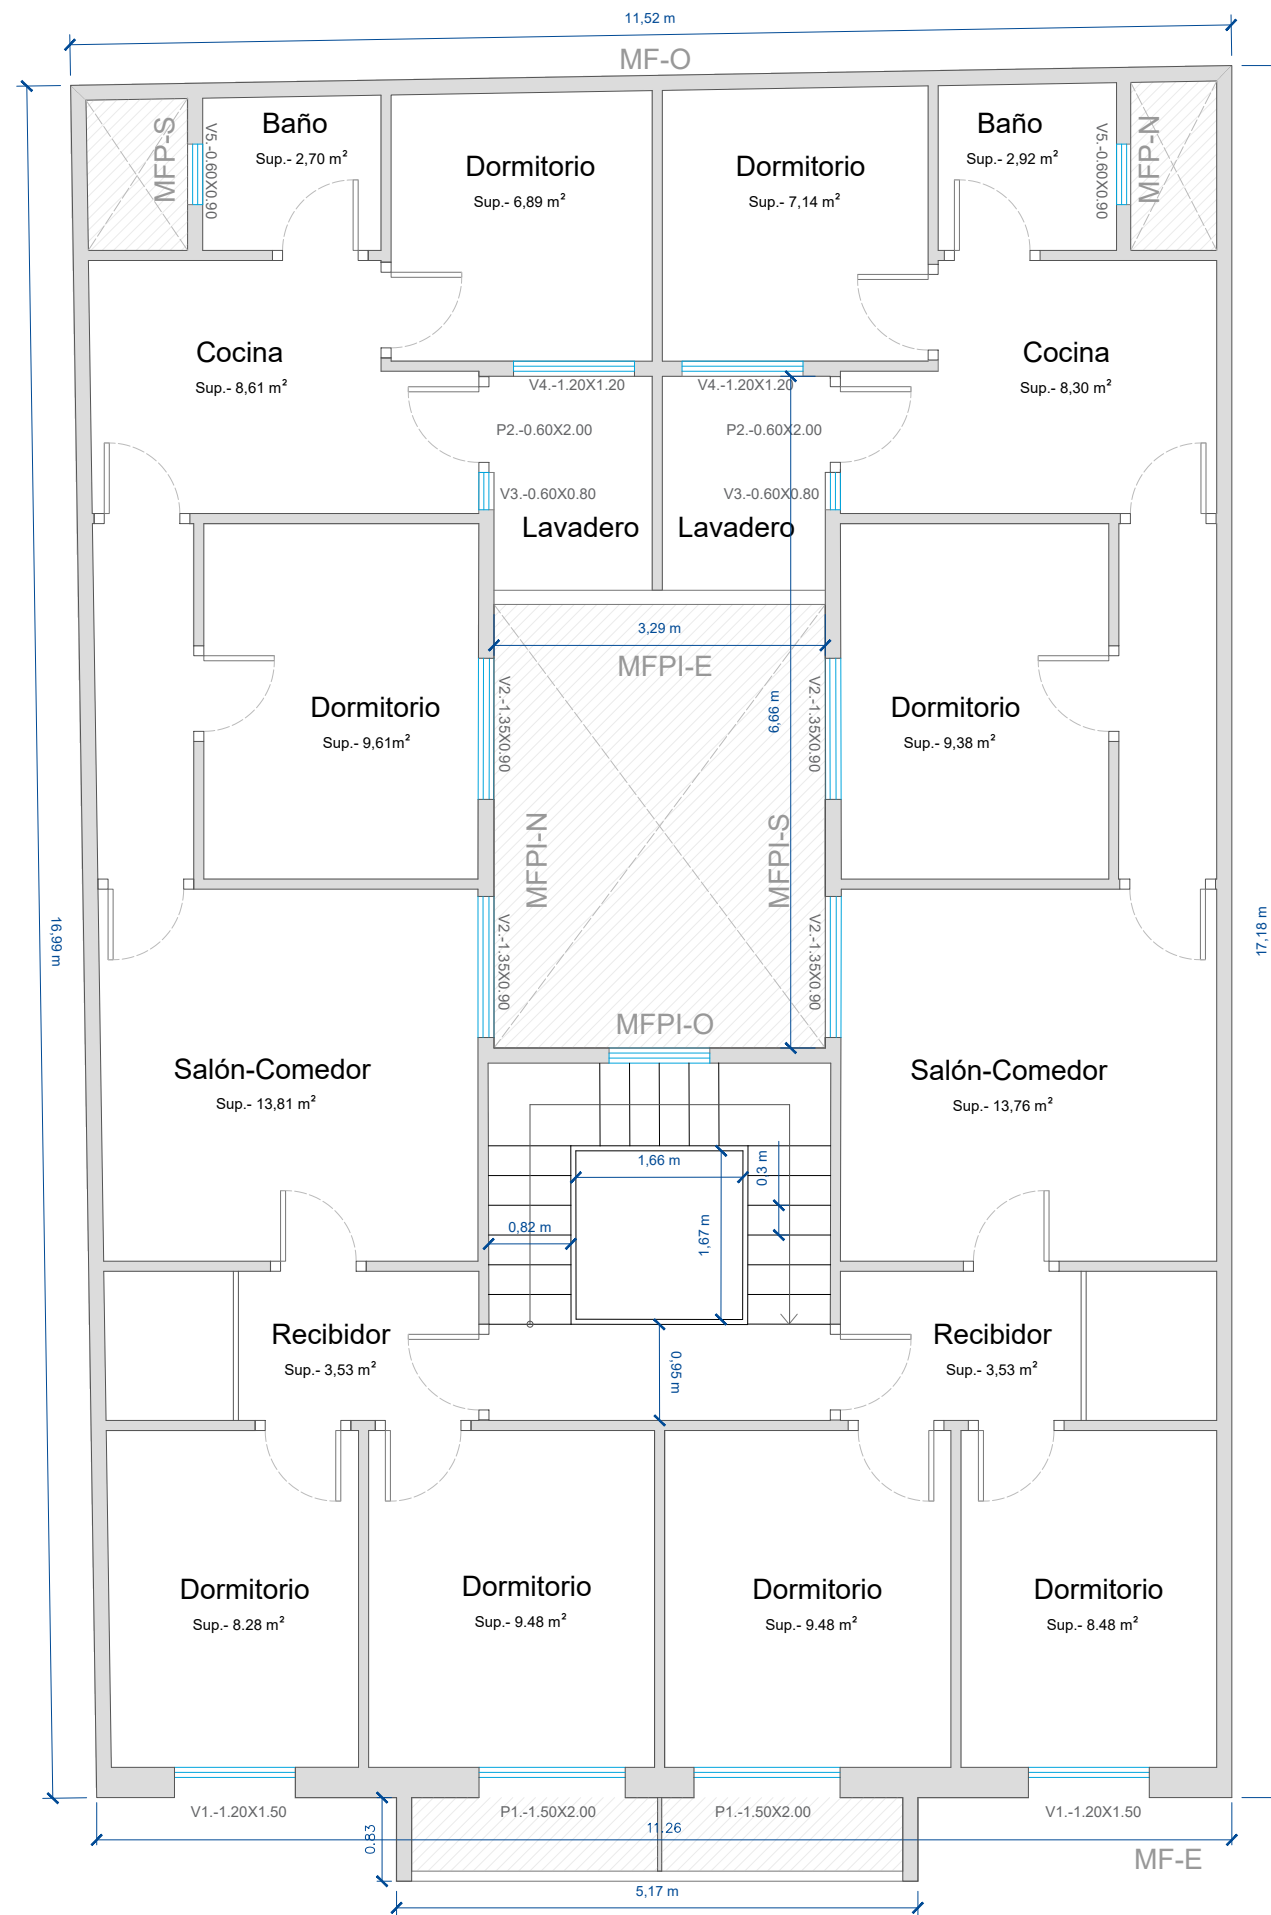 11,52 m
MF-O
MFP-S
V5.-0.60X0.90
Baño
Sup.- 2,70 m²
Dormitorio
Sup.- 6,89 m²
Dormitorio
Sup.- 7,14 m²
Baño
Sup.- 2,92 m²
V5.-0.60X0.90
MFP-N
Cocina
Sup.- 8,61 m²
V4.-1.20X1.20
V4.-1.20X1.20
Cocina
Sup.- 8,30 m²
P2.-0.60X2.00
P2.-0.60X2.00
V3.-0.60X0.80
V3.-0.60X0.80
Lavadero
Lavadero
3,29 m
MFPI-E
6,66 m
Dormitorio
Sup.- 9,61m²
V2.-1.35X0.90
V2.-1.35X0.90
Dormitorio
Sup.- 9,38 m²
MFPI-N
MFPI-S
16,99 m
17,18 m
V2.-1.35X0.90
V2.-1.35X0.90
MFPI-O
Salón-Comedor
Sup.- 13,81 m²
Salón-Comedor
Sup.- 13,76 m²
1,66 m
0,3 m
0,82 m
1,67 m
Recibidor
Sup.- 3,53 m²
0,95 m
Recibidor
Sup.- 3,53 m²
Dormitorio
Sup.- 8.28 m²
Dormitorio
Sup.- 9.48 m²
Dormitorio
Sup.- 9.48 m²
Dormitorio
Sup.- 8.48 m²
V1.-1.20X1.50
P1.-1.50X2.00
P1.-1.50X2.00
V1.-1.20X1.50
0.83
11.26
MF-E
5,17 m